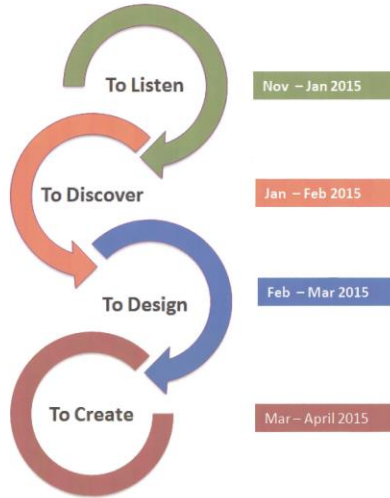 To Listen
Nov – Jan 2015
To Discover
Jan – Feb 2015
To Design
Feb – Mar 2015
To Create
Mar – April 2015